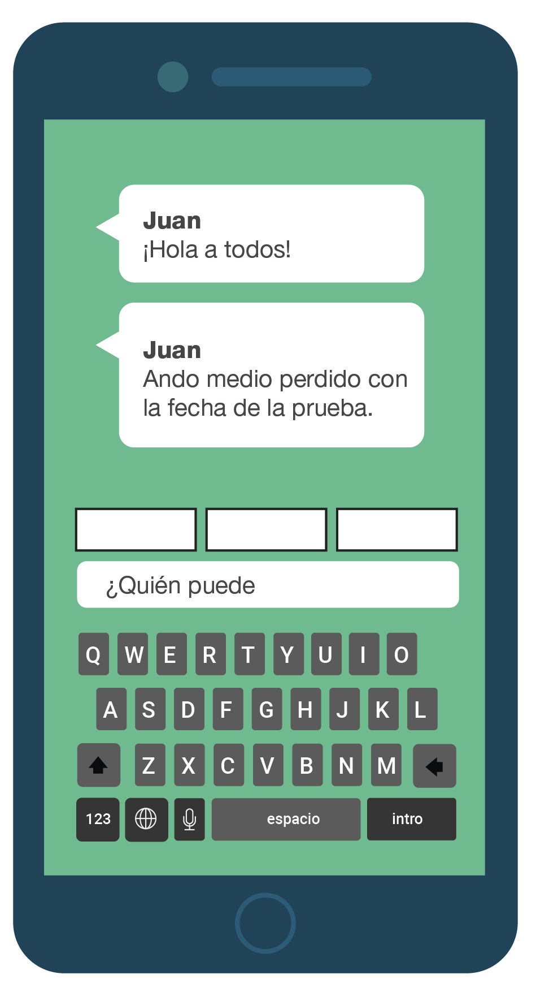 Juan
¡Hola a todos!
Juan
Ando medio perdido con
la fecha de la prueba.
¿Quién puede
Q W E R T Y U I O
A S D F G H J K L
Z X C V B N M
123 espacio intro